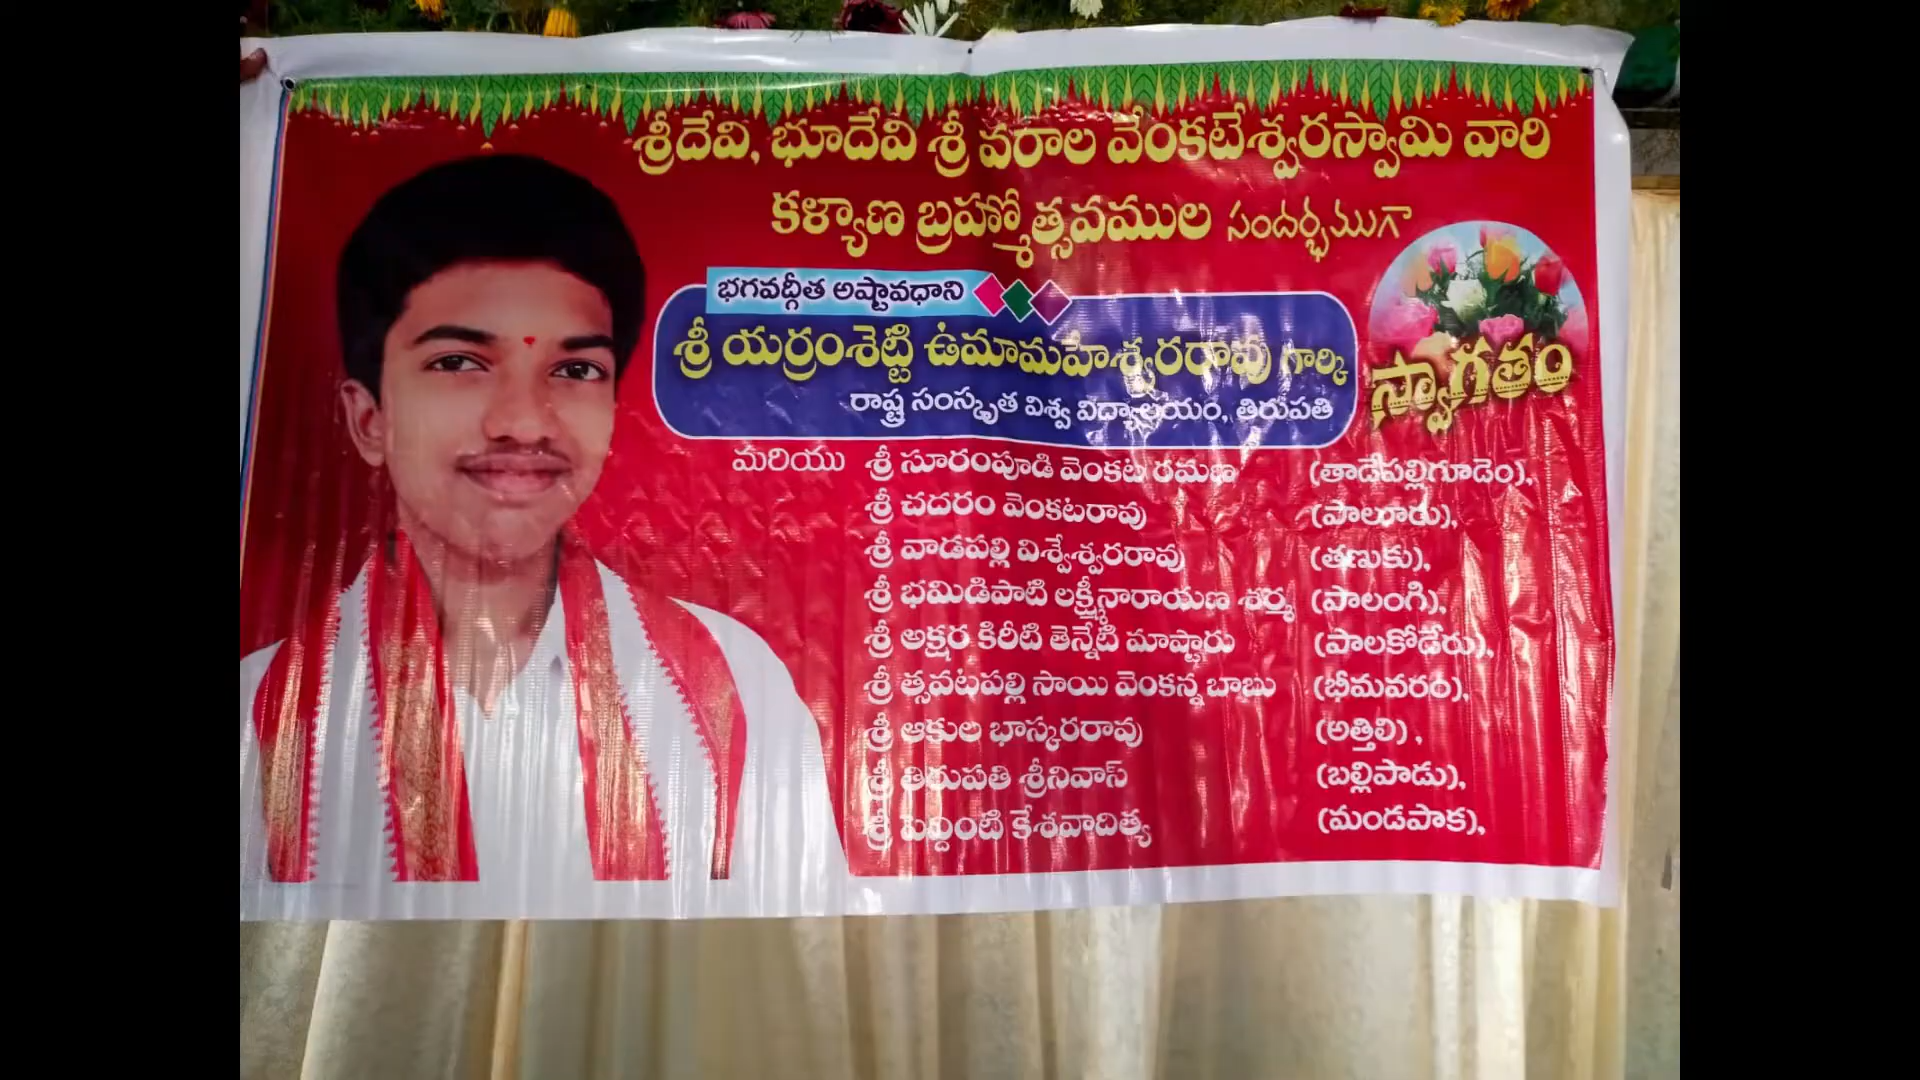 శ్రీదేవి, భూదేవి శ్రీ వరాల వేంకటేశ్వరస్వామి వారి
కళ్యాణ బ్రహ్మోత్సవముల సందర్భముగా
భగవద్గీత అష్టావధాని
శ్రీ యర్రంశెట్టి ఉమామహేశ్వరరావు గార్కి
రాష్ట్ర సంస్కృత విశ్వ విద్యాలయం, తిరుపతి
స్వాగతం
మరియు శ్రీ సూరంపూడి వెంకట రమణ (తాడేపల్లిగూడెం),
శ్రీ చదరం వెంకటరావు (పాలూరు),
శ్రీ వాడపల్లి విశ్వేశ్వరరావు (తణుకు),
శ్రీ భమిడిపాటి లక్ష్మీనారాయణ శర్మ (పాలంగి),
శ్రీ అక్షర కిరీటి తెన్నేటి మాష్టారు (పాలకోడేరు),
శ్రీ త్సవటపల్లి సాయి వెంకన్న బాబు (భీమవరం),
శ్రీ ఆకుల భాస్కరరావు (అత్తిలి),
శ్రీ తిరుపతి శ్రీనివాస్ (బల్లిపాడు),
శ్రీ పెద్దింటి కేశవాదిత్య (మండపాక),